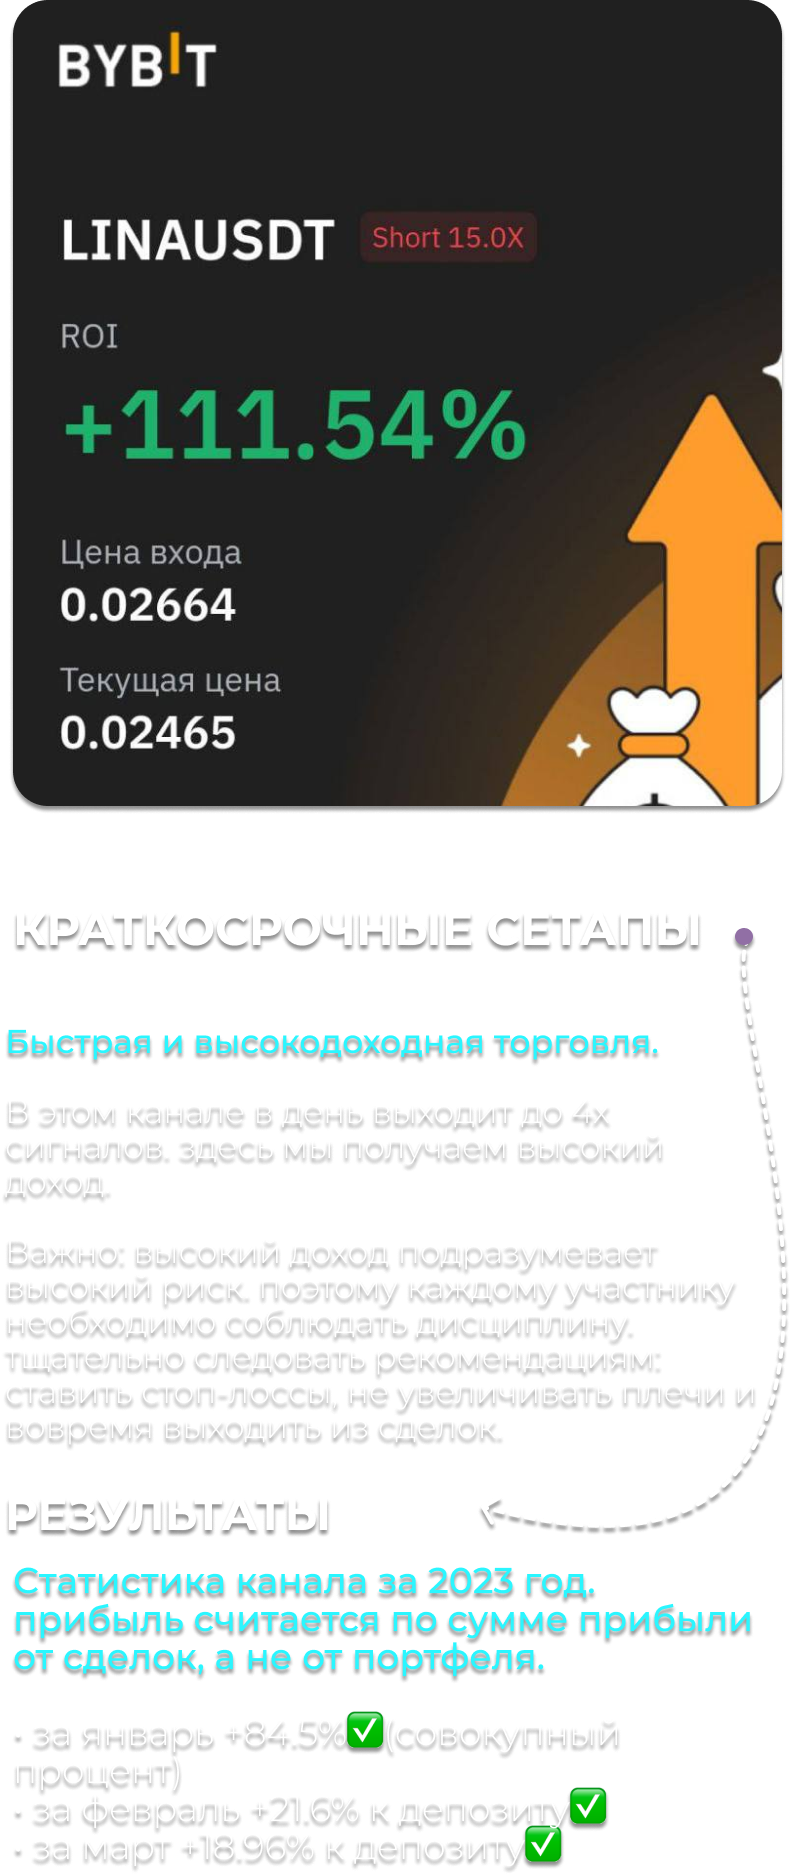 BYBIT
LINAUSDT Short 15.0X
ROI
+111.54%
Цена входа
0.02664
Текущая цена
0.02465
КРАТКОСРОЧНЫЕ СЕТАПЫ
Быстрая и высокодоходная торговля.
В этом канале в день выходит до 4х
сигналов. здесь мы получаем высокий
доход.
Важно: высокий доход подразумевает
высокий риск. поэтому каждому участнику
необходимо соблюдать дисциплину.
тщательно следовать рекомендациям:
ставить стоп-лоссы, не увеличивать плечи и
вовремя выходить из сделок.
РЕЗУЛЬТАТЫ
Статистика канала за 2023 год.
прибыль считается по сумме прибыли
от сделок, а не от портфеля.
• за январь +84.5%✅(совокупный
процент)
• за февраль +21.6% к депозиту✅
• за март +18.96% к депозиту✅